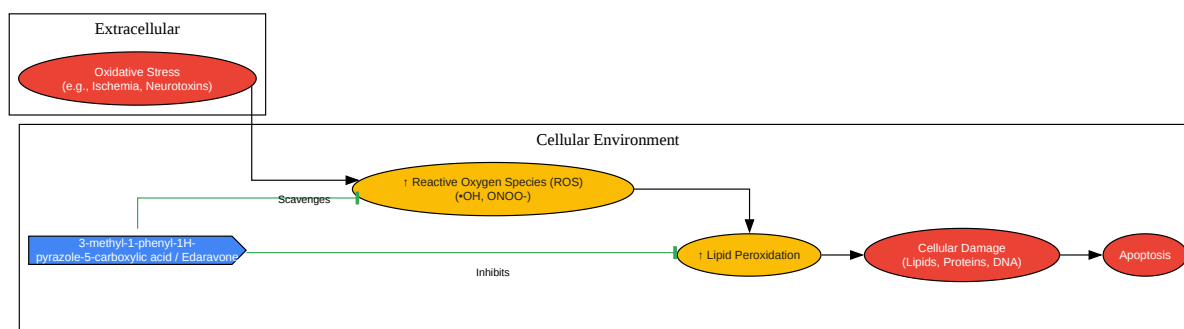 Extracellular
Oxidative Stress
(e.g., Ischemia, Neurotoxins)
Cellular Environment
↑ Reactive Oxygen Species (ROS)
(•OH, ONOO-)
Scavenges
3-methyl-1-phenyl-1H-
pyrazole-5-carboxylic acid / Edaravone
Inhibits
↑ Lipid Peroxidation
Cellular Damage
(Lipids, Proteins, DNA)
Apoptosis